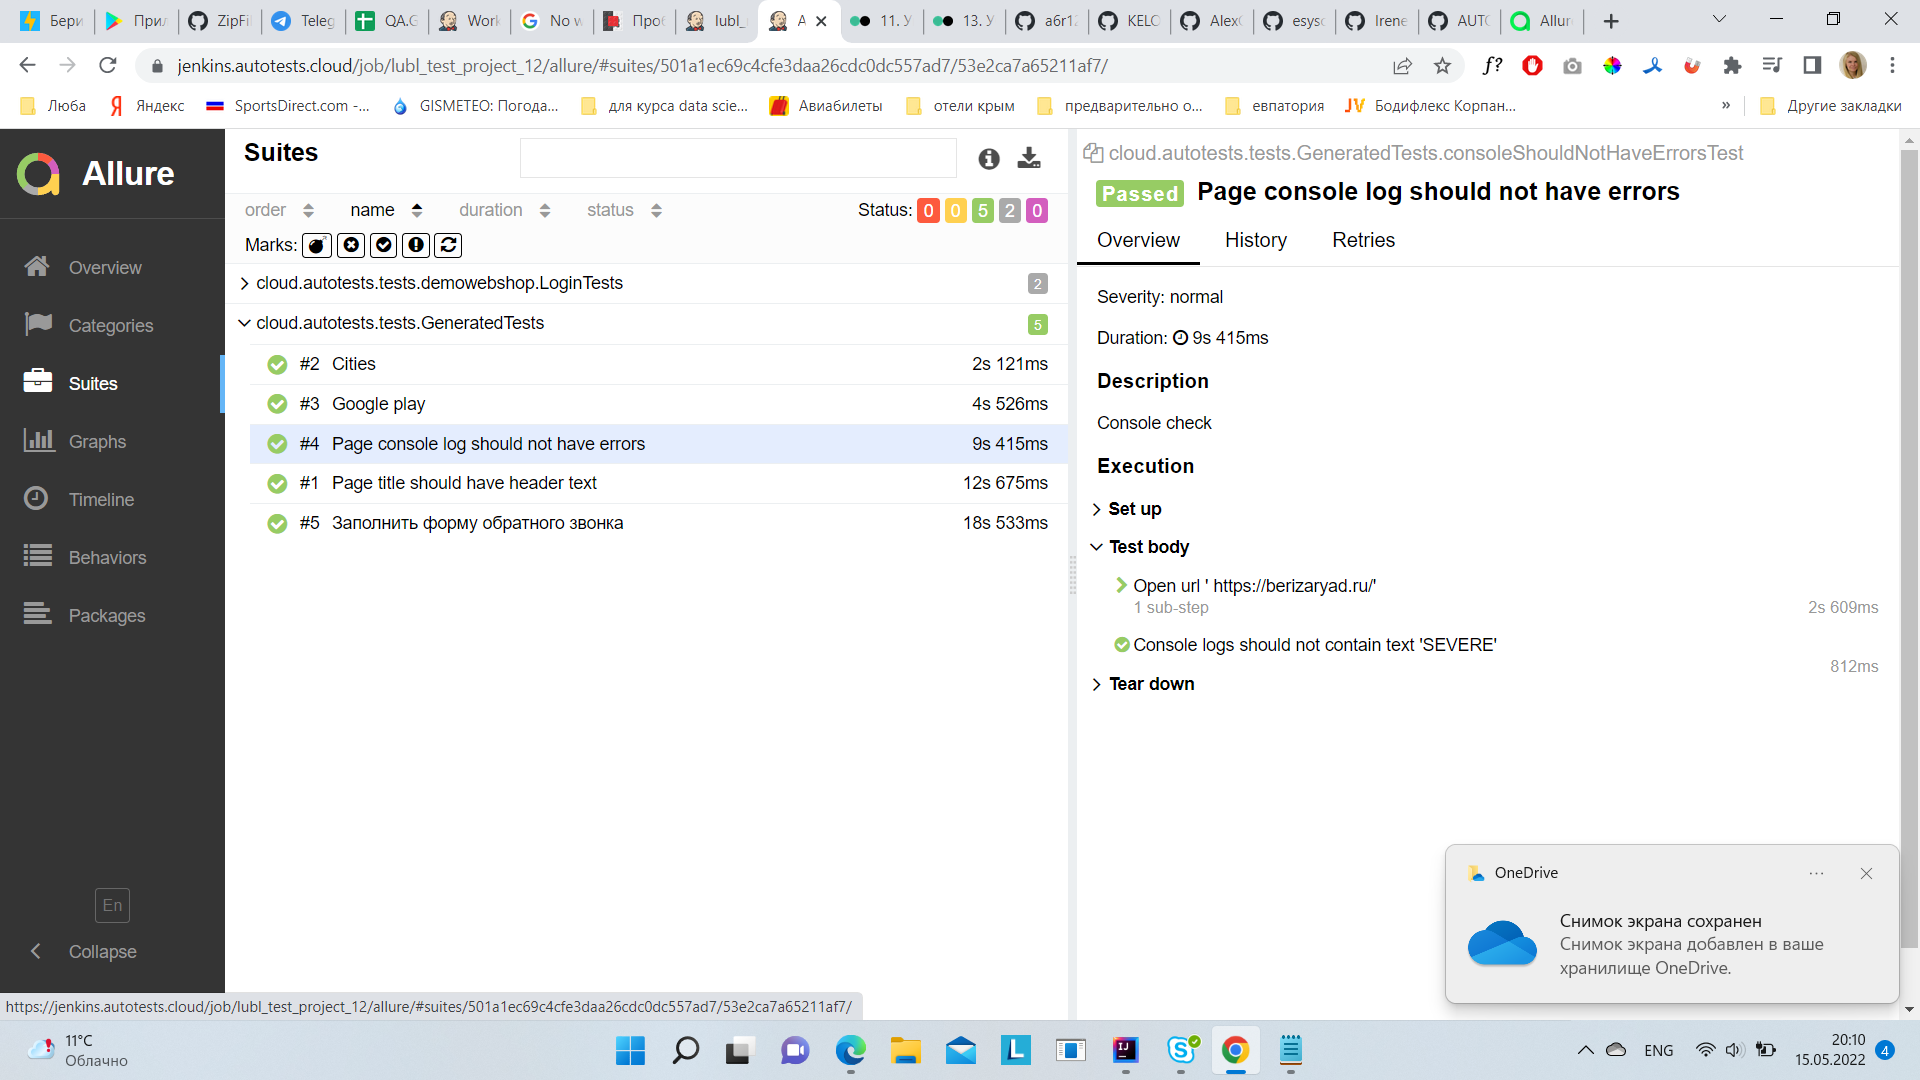 Бери
Прил
ZipFi
Teleg
QA.G
Work
No w
Проб
lubl_
A
11. У
13. У
a6r12
KELO
Alex
esyso
Irene
AUTO
Allur
jenkins.autotests.cloud/job/lubl_test_project_12/allure/#suites/501a1ec69c4cfe3daa26cdc0dc557ad7/53e2ca7a65211af7/
f?
Люба
Яндекс
SportsDirect.com -...
GISMETEO: Погода...
для курса data scie...
Авиабилеты
отели крым
предварительно о...
евпатория
JV Бодифлекс Корпан...
»
Другие закладки
Allure
Overview
Categories
Suites
Graphs
Timeline
Behaviors
Packages
En
Collapse
Suites
order
name
duration
status
Status: 0 0 5 2 0
Marks:
cloud.autotests.tests.demowebshop.LoginTests 2
cloud.autotests.tests.GeneratedTests 5
#2 Cities 2s 121ms
#3 Google play 4s 526ms
#4 Page console log should not have errors 9s 415ms
#1 Page title should have header text 12s 675ms
#5 Заполнить форму обратного звонка 18s 533ms
cloud.autotests.tests.GeneratedTests.consoleShouldNotHaveErrorsTest
Passed Page console log should not have errors
Overview History Retries
Severity: normal
Duration: 9s 415ms
Description
Console check
Execution
Set up
Test body
Open url ' https://berizaryad.ru/'
1 sub-step 2s 609ms
Console logs should not contain text 'SEVERE'
812ms
Tear down
OneDrive
Снимок экрана сохранен
Снимок экрана добавлен в ваше
хранилище OneDrive.
https://jenkins.autotests.cloud/job/lubl_test_project_12/allure/#suites/501a1ec69c4cfe3daa26cdc0dc557ad7/53e2ca7a65211af7/
11°C
Облачно
L
IJ
S
ENG
20:10
15.05.2022
4